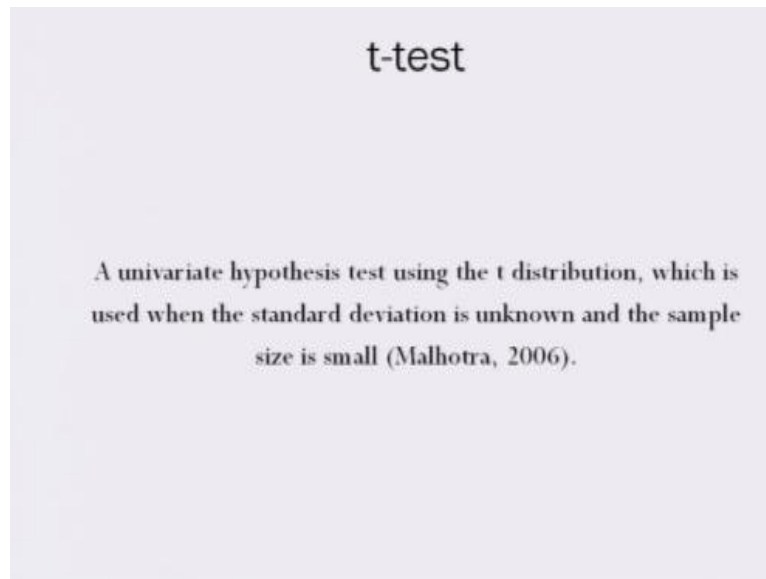 t-test
A univariate hypothesis test using the t distribution, which is
used when the standard deviation is unknown and the sample
size is small (Malhotra, 2006).